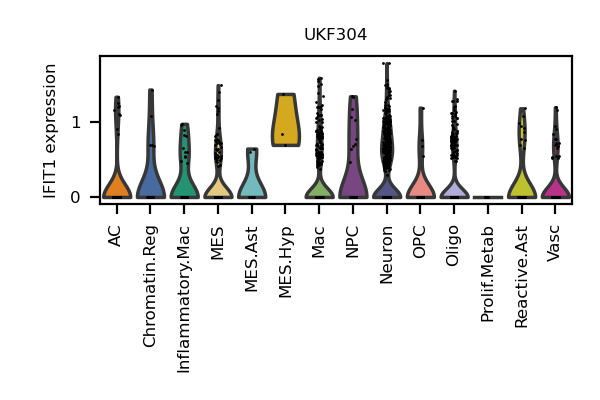 UKF304
IFIT1 expression
1
0
AC
Chromatin.Reg
Inflammatory.Mac
MES
MES.Ast
MES.Hyp
Mac
NPC
Neuron
OPC
Oligo
Prolif.Metab
Reactive.Ast
Vasc